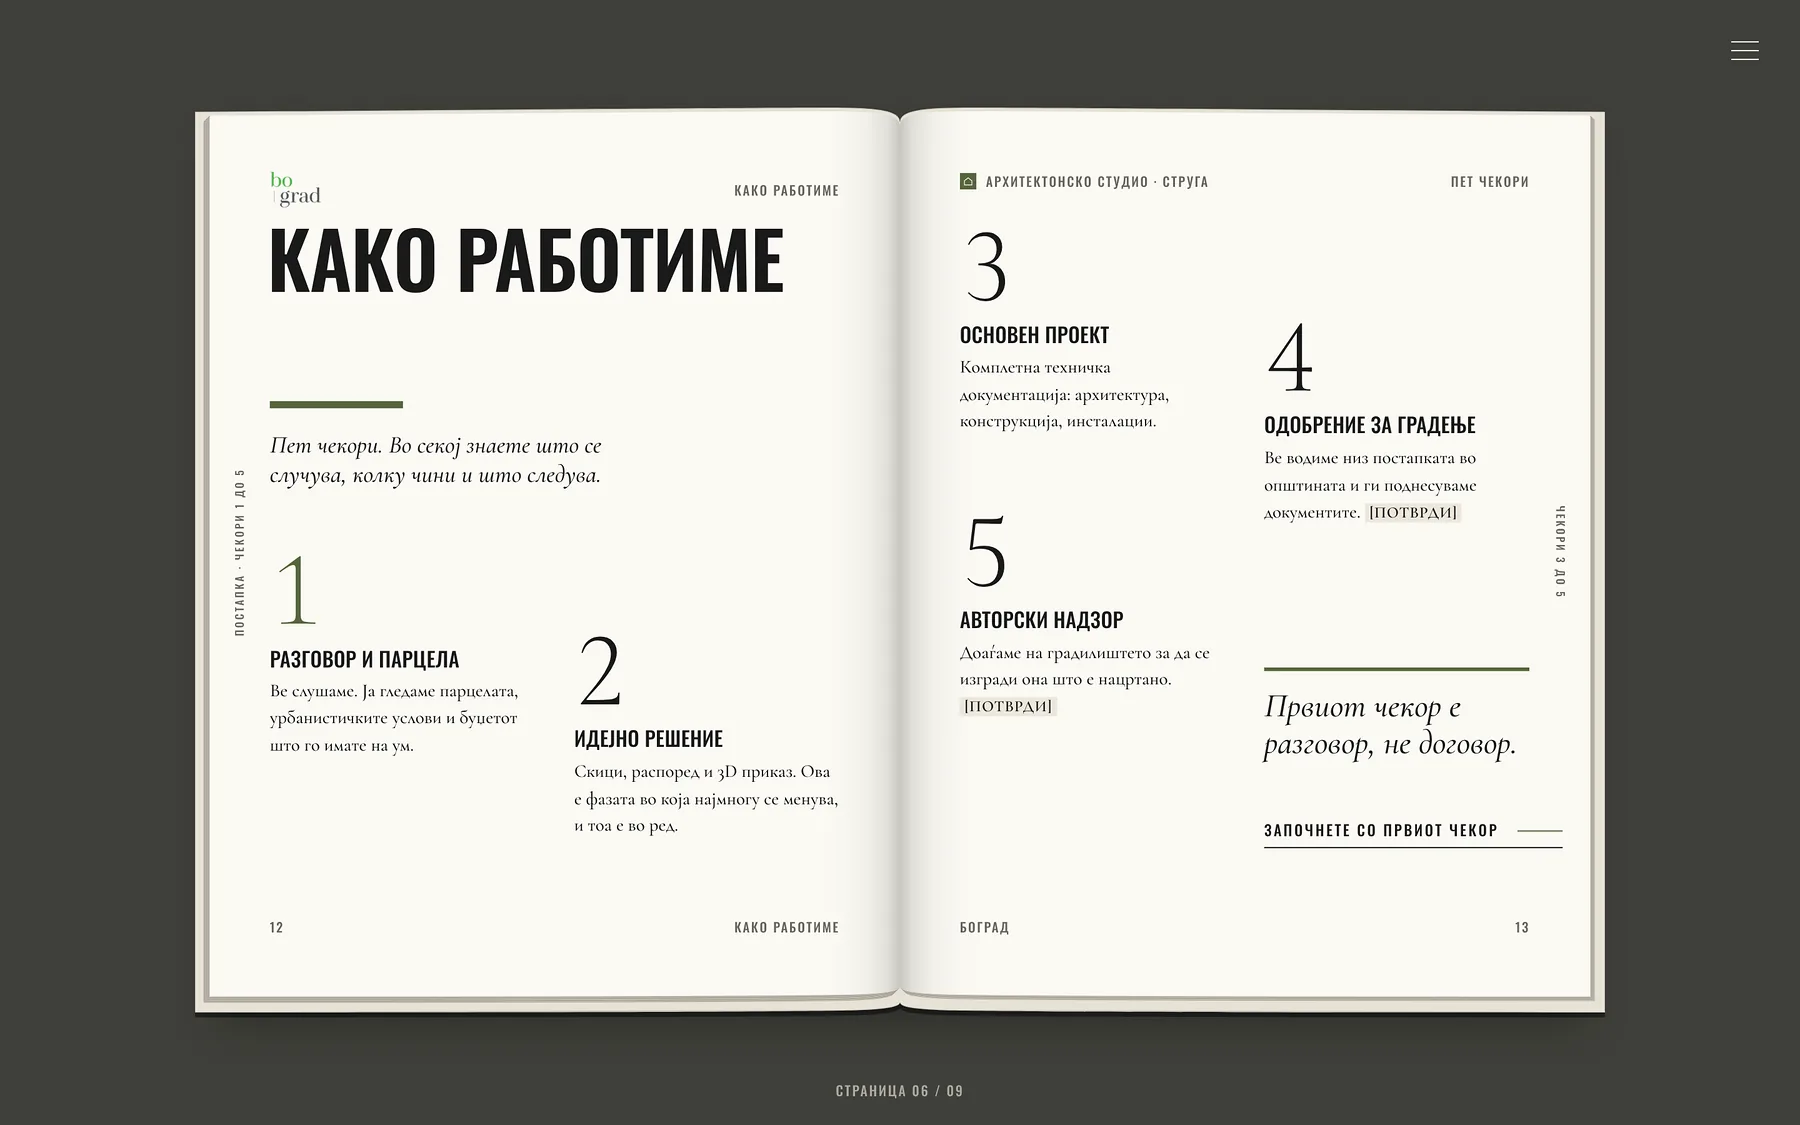 bo
grad
КАКО РАБОТИМЕ
КАКО РАБОТИМЕ
Пет чекори. Во секој знаете што се
случува, колку чини и што следува.
ПОСТАПКА · ЧЕКОРИ 1 ДО 5
1
РАЗГОВОР И ПАРЦЕЛА
Ве слушаме. Ја гледаме парцелата,
урбанистичките услови и буџетот
што го имате на ум.
2
ИДЕЈНО РЕШЕНИЕ
Скици, распоред и 3D приказ. Ова
е фазата во која најмногу се менува,
и тоа е во ред.
12
КАКО РАБОТИМЕ
АРХИТЕКТОНСКО СТУДИО · СТРУГА
ПЕТ ЧЕКОРИ
3
ОСНОВЕН ПРОЕКТ
Комплетна техничка
документација: архитектура,
конструкција, инсталации.
4
ОДОБРЕНИЕ ЗА ГРАДЕЊЕ
Ве водиме низ постапката во
општината и ги поднесуваме
документите. [ПОТВРДИ]
5
АВТОРСКИ НАДЗОР
Доаѓаме на градилиштето за да се
изгради она што е нацртано.
[ПОТВРДИ]
ЧЕКОРИ 3 ДО 5
Првиот чекор е
разговор, не договор.
ЗАПОЧНЕТЕ СО ПРВИОТ ЧЕКОР
БОГРАД
13
СТРАНИЦА 06 / 09